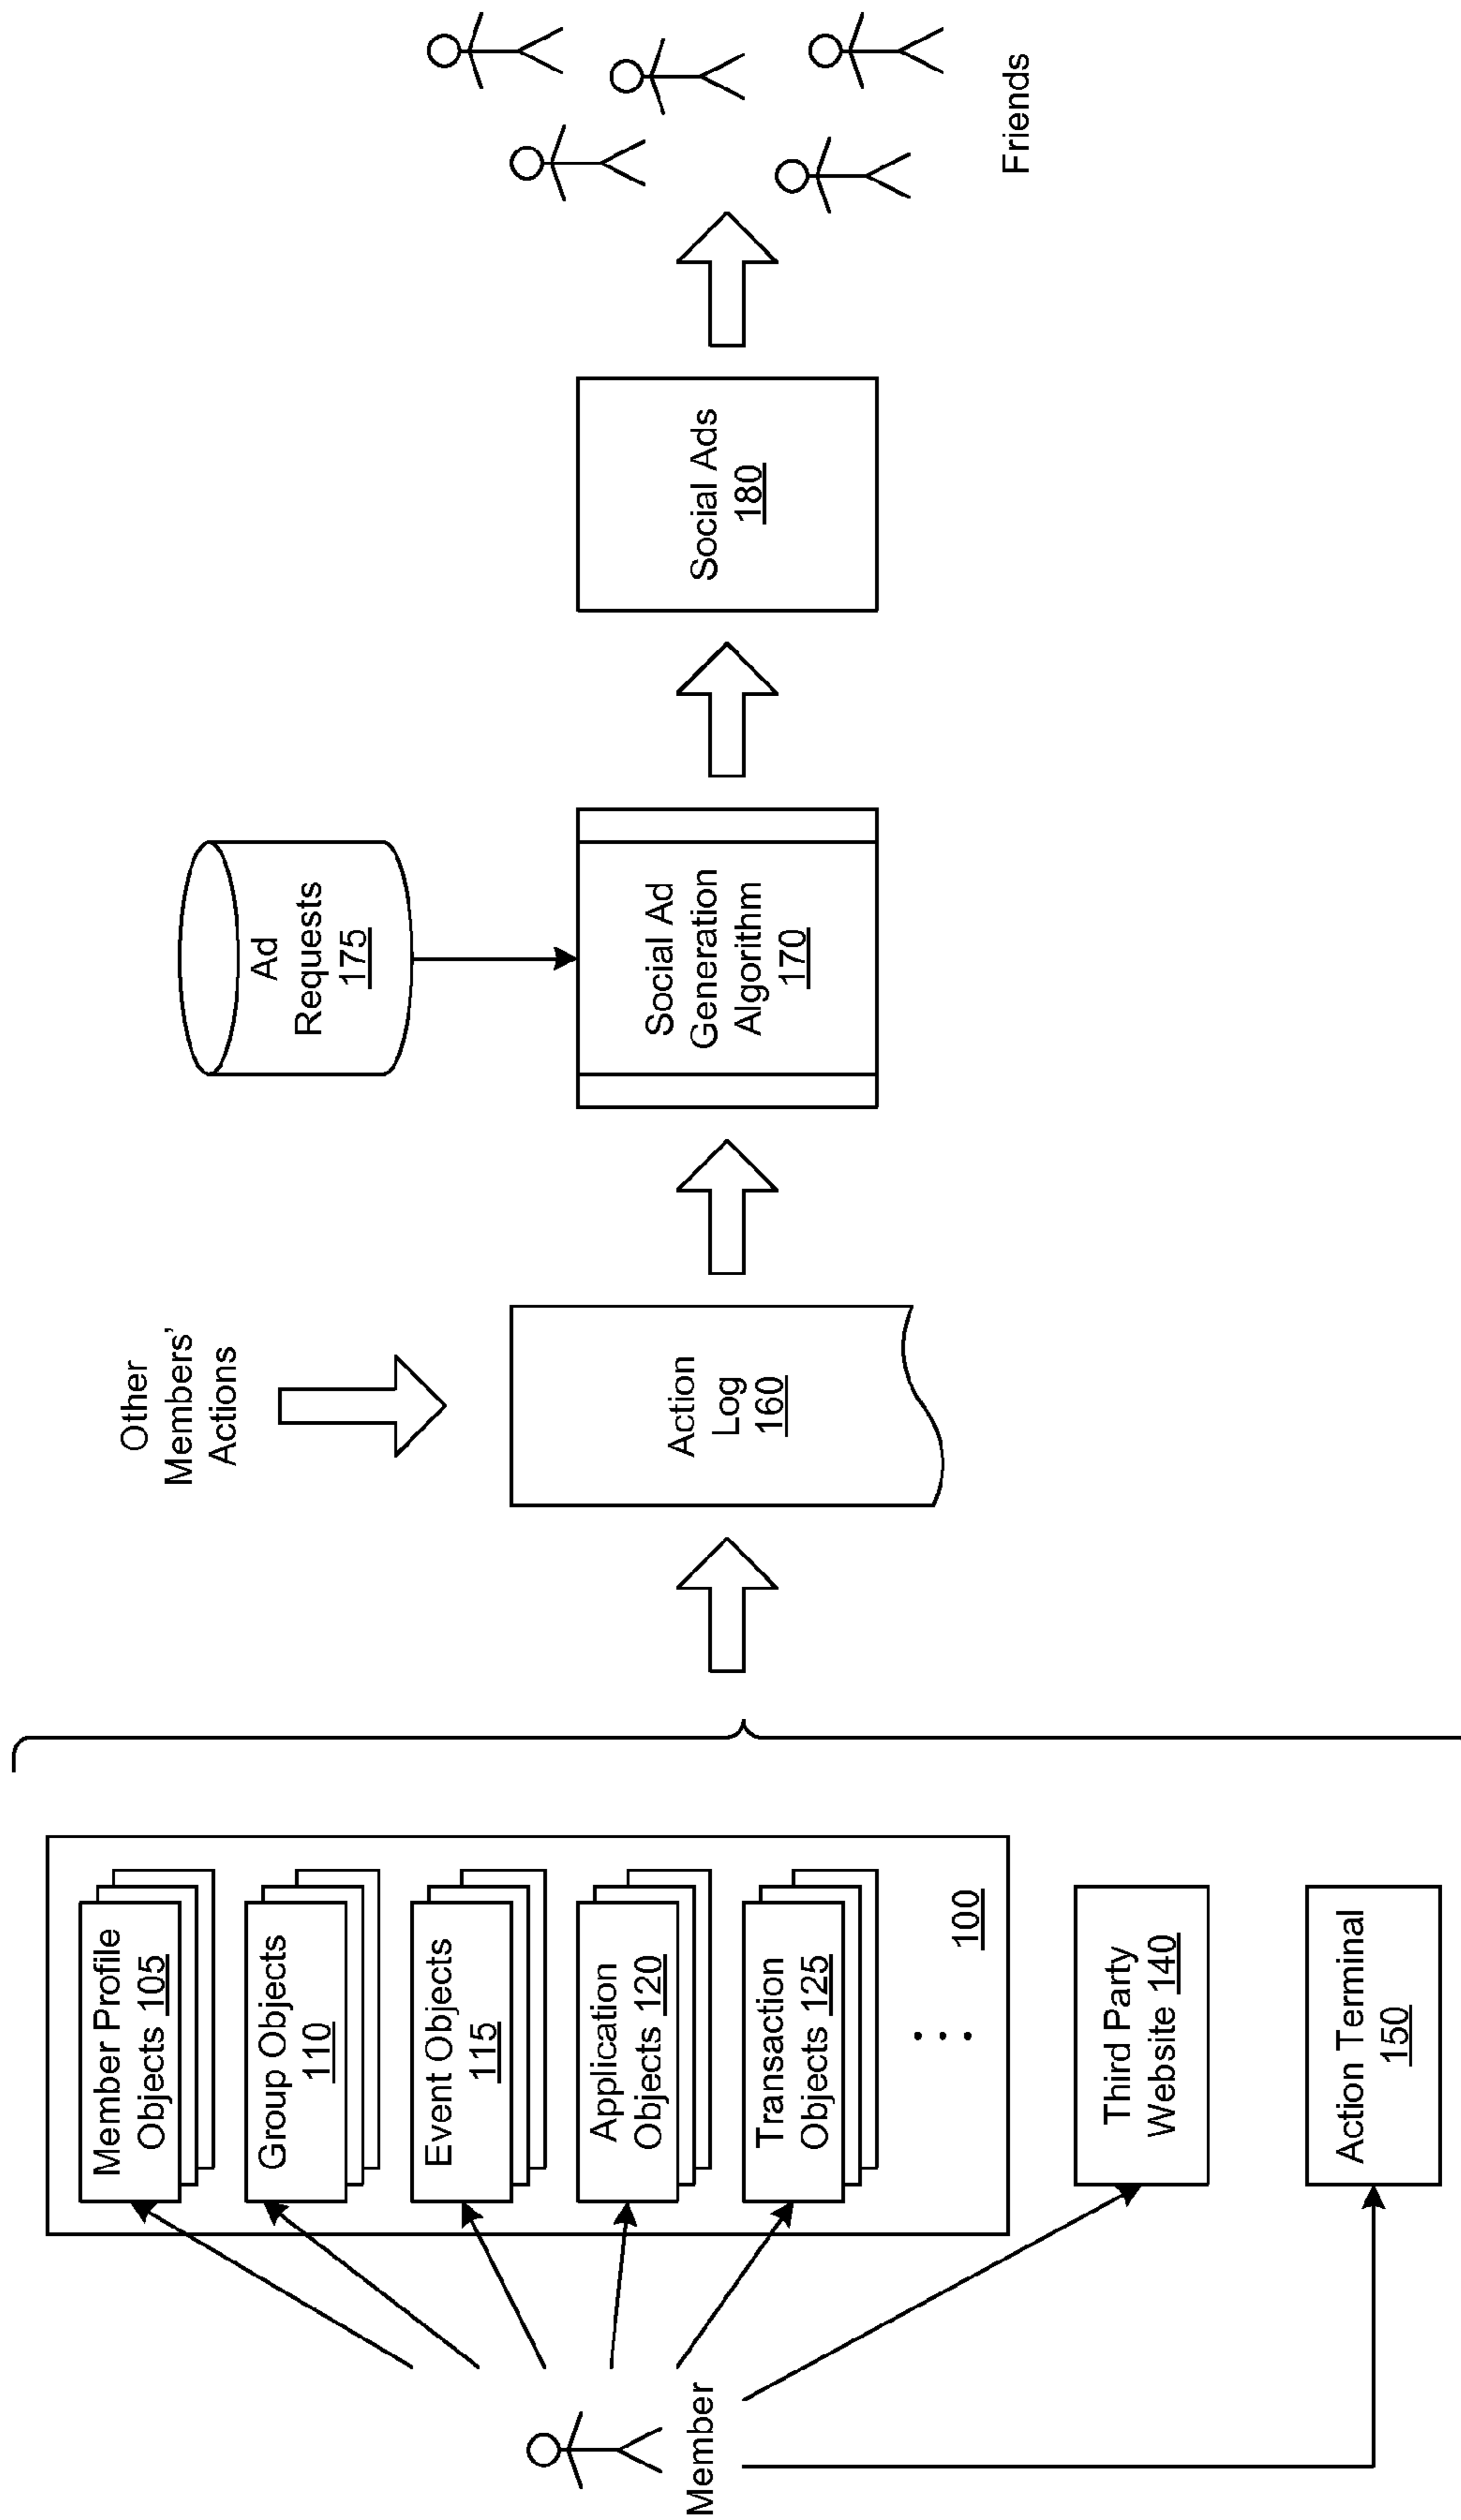 Member
Member Profile
Objects 105
Group Objects
110
Event Objects
115
Application
Objects 120
Transaction
Objects 125
100
Third Party
Website 140
Action Terminal
150
Other
Members'
Actions
Action
Log
160
Ad
Requests
175
Social Ad
Generation
Algorithm
170
Social Ads
180
Friends